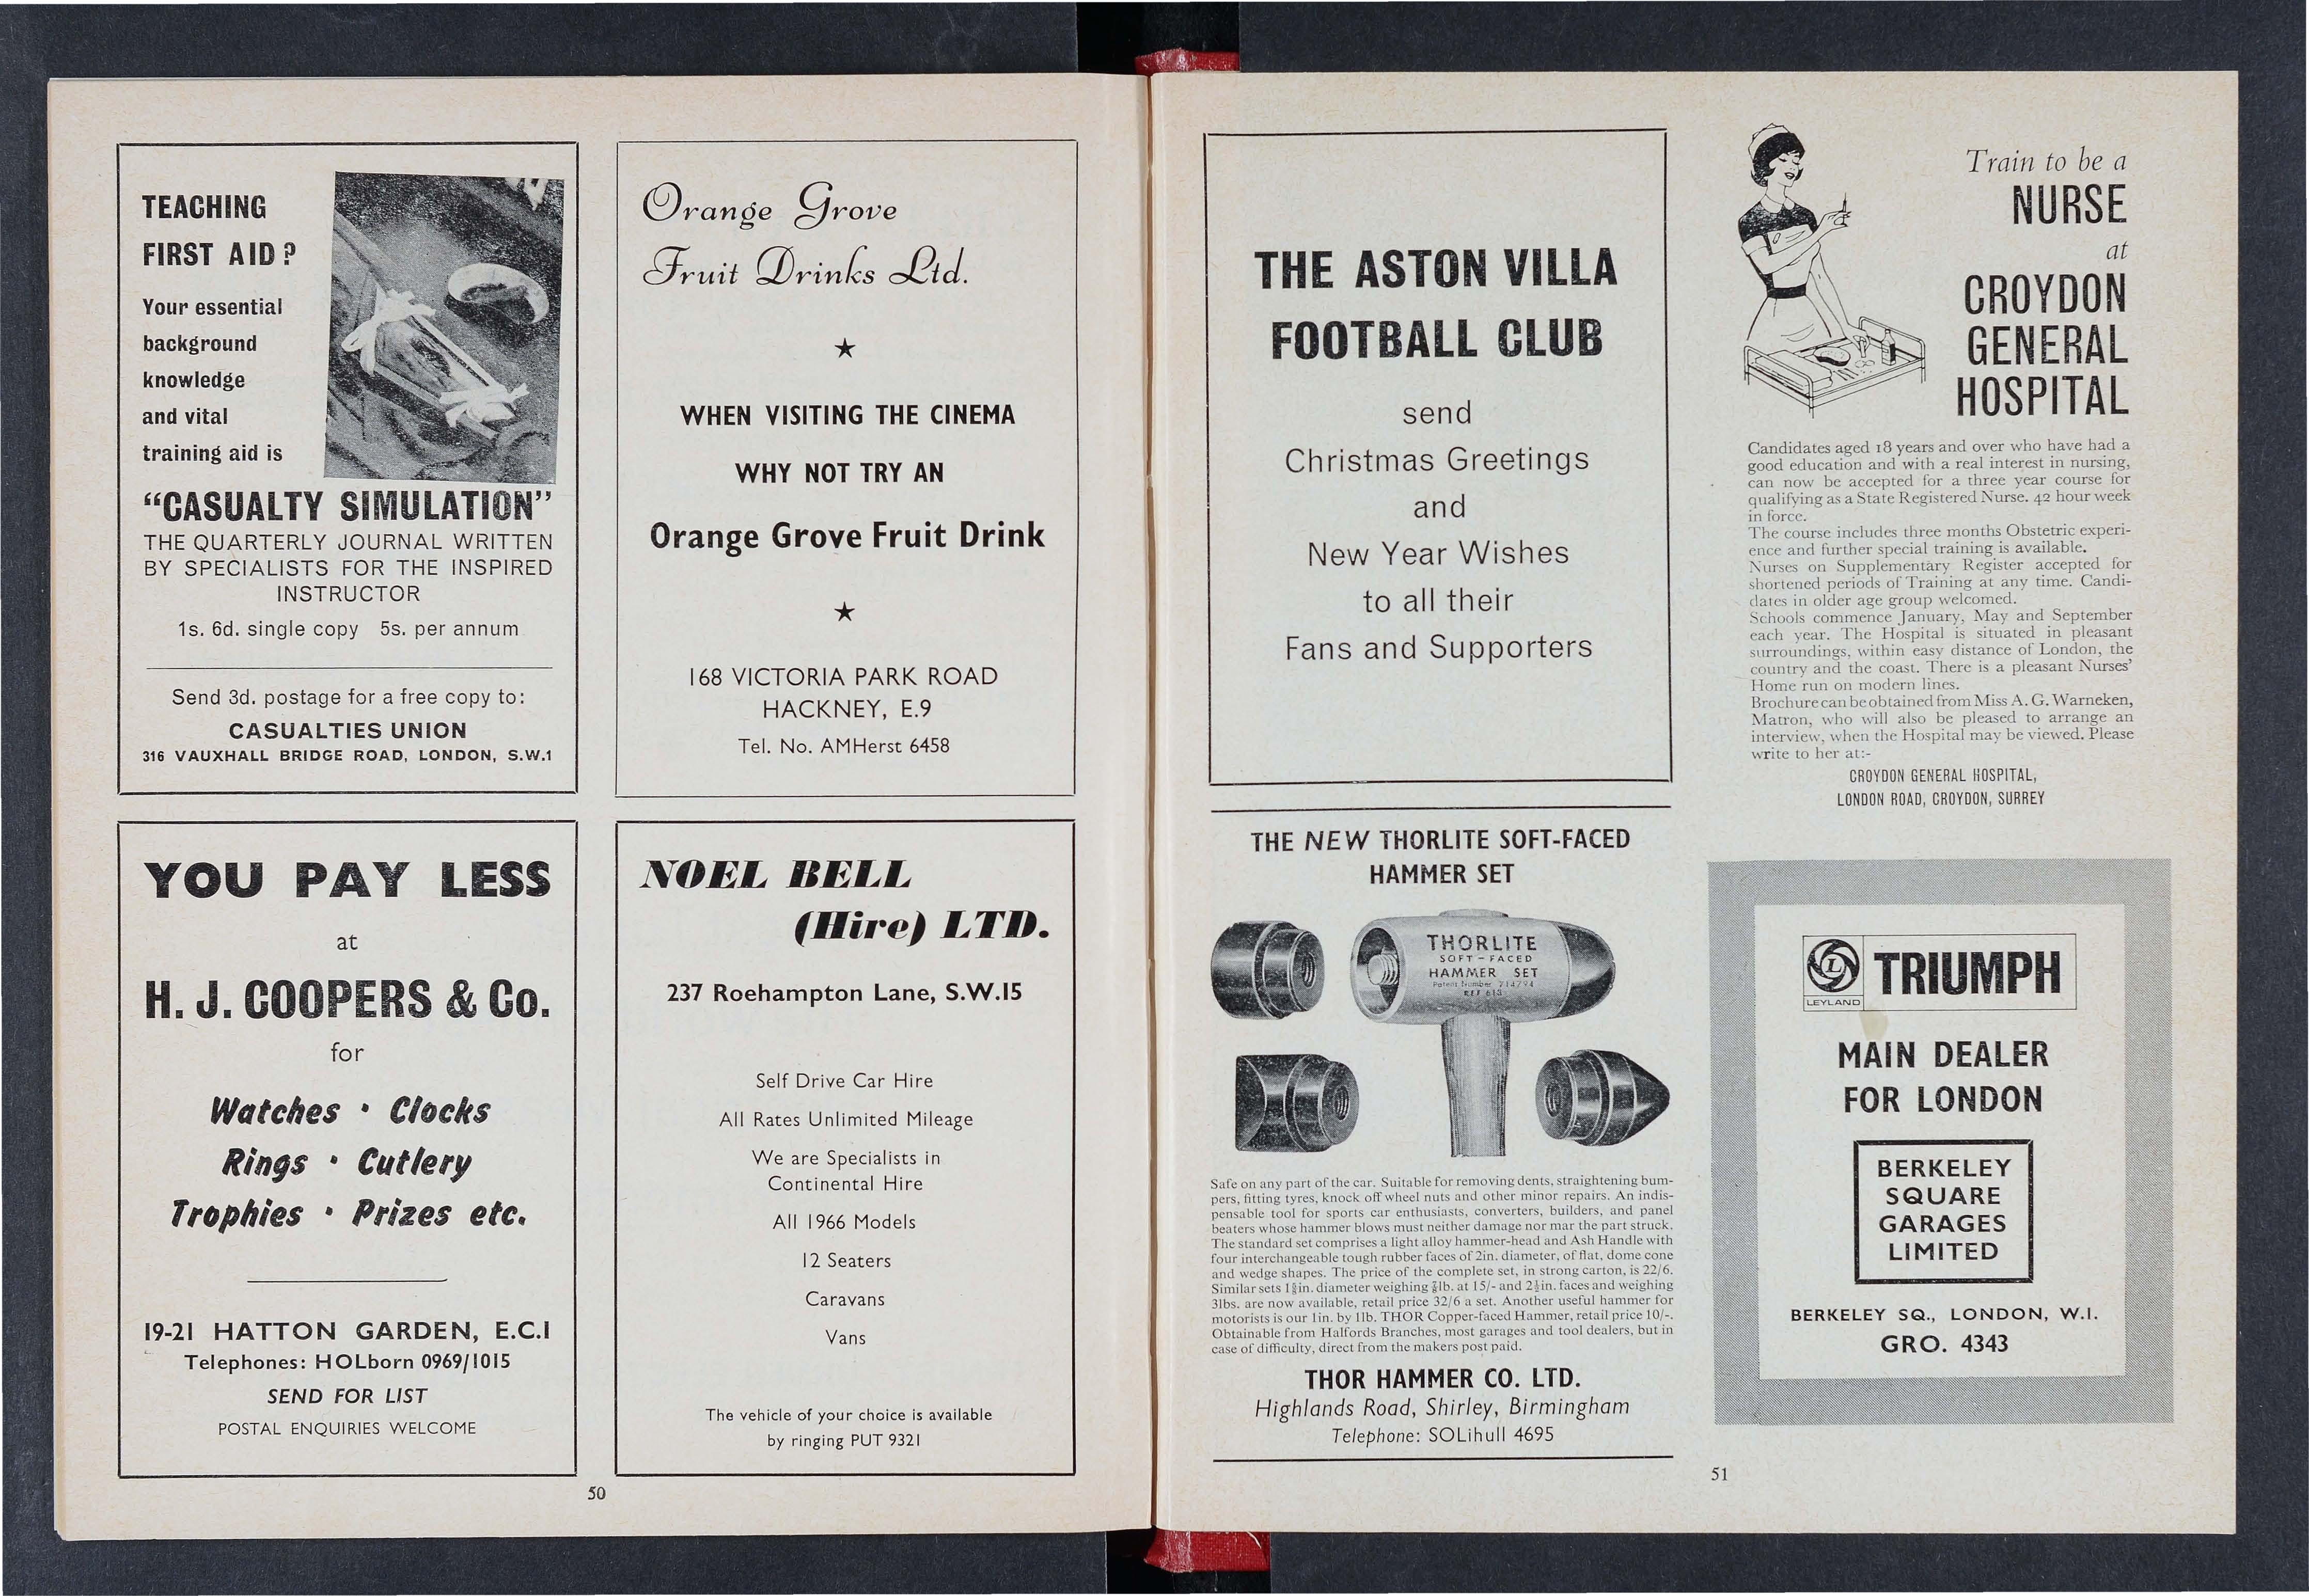 TEACHING
FIRST AID ?
Your essential
background
knowledge
and vital
training aid is
“CASUALTY SIMULATION”
THE QUARTERLY JOURNAL WRITTEN
BY SPECIALISTS FOR THE INSPIRED
INSTRUCTOR
1s. 6d. single copy 5s. per annum
Send 3d. postage for a free copy to:
CASUALTIES UNION
316 VAUXHALL BRIDGE ROAD, LONDON, S.W.1
Orange Grove
Fruit Drinks Ltd.
★
WHEN VISITING THE CINEMA
WHY NOT TRY AN
Orange Grove Fruit Drink
★
168 VICTORIA PARK ROAD
HACKNEY, E.9
Tel. No. AMHerst 6458
YOU PAY LESS
at
H. J. COOPERS & Co.
for
Watches · Clocks
Rings · Cutlery
Trophies · Prizes etc.
19-21 HATTON GARDEN, E.C.1
Telephones: HOLborn 0969/1015
SEND FOR LIST
POSTAL ENQUIRIES WELCOME
NOEL BELL
(Hire) LTD.
237 Roehampton Lane, S.W.15
Self Drive Car Hire
All Rates Unlimited Mileage
We are Specialists in
Continental Hire
All 1966 Models
12 Seaters
Caravans
Vans
The vehicle of your choice is available
by ringing PUT 9321
50
THE ASTON VILLA
FOOTBALL CLUB
send
Christmas Greetings
and
New Year Wishes
to all their
Fans and Supporters
Train to be a
NURSE
at
CROYDON
GENERAL
HOSPITAL
Candidates aged 18 years and over who have had a
good education and with a real interest in nursing,
can now be accepted for a three year course for
qualifying as a State Registered Nurse. 42 hour week
in force.
The course includes three months Obstetric experi-
ence and further special training is available.
Nurses on Supplementary Register accepted for
shortened periods of Training at any time. Candi-
dates in older age group welcomed.
Schools commence January, May and September
each year. The Hospital is situated in pleasant
surroundings, within easy distance of London, the
country and the coast. There is a pleasant Nurses'
Home run on modern lines.
Brochure can be obtained from Miss A. G. Warneken,
Matron, who will also be pleased to arrange an
interview, when the Hospital may be viewed. Please
write to her at:-
CROYDON GENERAL HOSPITAL,
LONDON ROAD, CROYDON, SURREY
THE NEW THORLITE SOFT-FACED
HAMMER SET
THORLITE
SOFT-FACED
HAMMER SET
Patent Number 714794
REF 613
Safe on any part of the car. Suitable for removing dents, straightening bum-
pers, fitting tyres, knock off wheel nuts and other minor repairs. An indis-
pensable tool for sports car enthusiasts, converters, builders, and panel
beaters whose hammer blows must neither damage nor mar the part struck.
The standard set comprises a light alloy hammer-head and Ash Handle with
four interchangeable tough rubber faces of 2in. diameter, of flat, dome cone
and wedge shapes. The price of the complete set, in strong carton, is 22/6.
Similar sets in. diameter weighing lb. at 15/- and 2½in. faces and weighing
3lbs. are now available, retail price 32/6 a set. Another useful hammer for
motorists is our 1in. by 1lb. THOR Copper-faced Hammer, retail price 10/-.
Obtainable from Halfords Branches, most garages and tool dealers, but in
case of difficulty, direct from the makers post paid.
THOR HAMMER CO. LTD.
Highlands Road, Shirley, Birmingham
Telephone: SOLihull 4695
L
LEYLAND
TRIUMPH
MAIN DEALER
FOR LONDON
BERKELEY
SQUARE
GARAGES
LIMITED
BERKELEY SQ., LONDON, W.1.
GRO. 4343
51